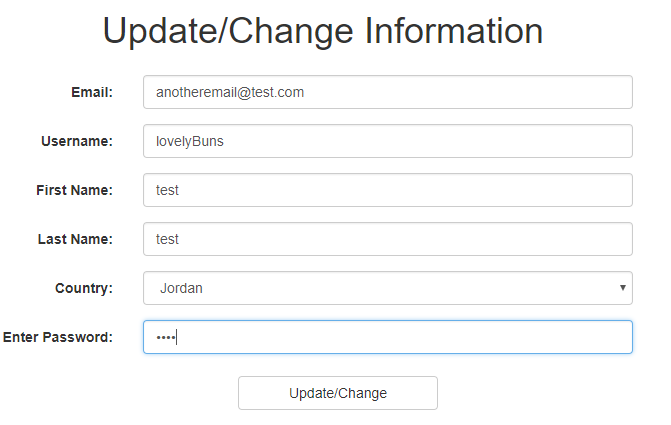 Update/Change Information
Email: anotheremail@test.com
Username: lovelyBuns
First Name: test
Last Name: test
Country: Jordan
Enter Password: ••••
Update/Change